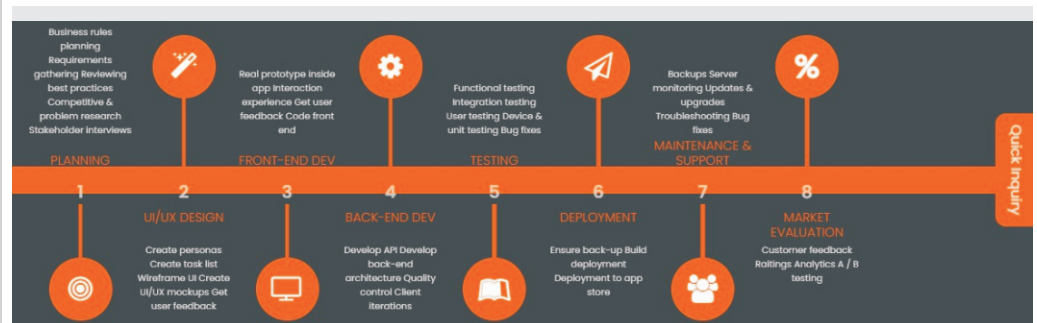 Business rules
planning
Requirements
gathering Reviewing
best practices
Competitive &
problem research
Stakeholder interviews
PLANNING
1
2
UI/UX DESIGN
Create personas
Create task list
Wireframe UI Create
UI/UX mockups Get
user feedback
Real prototype inside
app Interaction
experience Get user
feedback Code front
end
FRONT-END DEV
3
4
BACK-END DEV
Develop API Develop
back-end
architecture Quality
control Client
iterations
Functional testing
Integration testing
User testing Device &
unit testing Bug fixes
TESTING
5
6
DEPLOYMENT
Ensure back-up Build
deployment
Deployment to app
store
Backups Server
monitoring Updates &
upgrades
Troubleshooting Bug
fixes
MAINTENANCE &
SUPPORT
7
%
8
MARKET
EVALUATION
Customer feedback
Raitings Analytics A / B
testing
Quick Inquiry